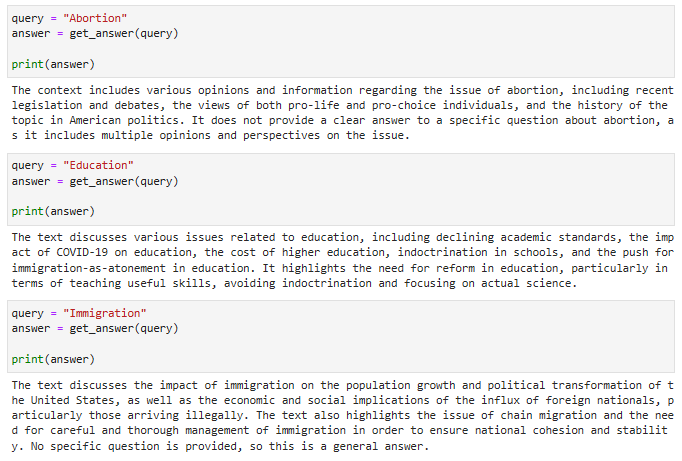 query = "Abortion"
answer = get_answer(query)
print(answer)
The context includes various opinions and information regarding the issue of abortion, including recent
legislation and debates, the views of both pro-life and pro-choice individuals, and the history of the
topic in American politics. It does not provide a clear answer to a specific question about abortion, a
s it includes multiple opinions and perspectives on the issue.
query = "Education"
answer = get_answer(query)
print(answer)
The text discusses various issues related to education, including declining academic standards, the imp
act of COVID-19 on education, the cost of higher education, indoctrination in schools, and the push for
immigration-as-atonement in education. It highlights the need for reform in education, particularly in
terms of teaching useful skills, avoiding indoctrination and focusing on actual science.
query = "Immigration"
answer = get_answer(query)
print(answer)
The text discusses the impact of immigration on the population growth and political transformation of t
he United States, as well as the economic and social implications of the influx of foreign nationals, p
articularly those arriving illegally. The text also highlights the issue of chain migration and the nee
d for careful and thorough management of immigration in order to ensure national cohesion and stabilit
y. No specific question is provided, so this is a general answer.